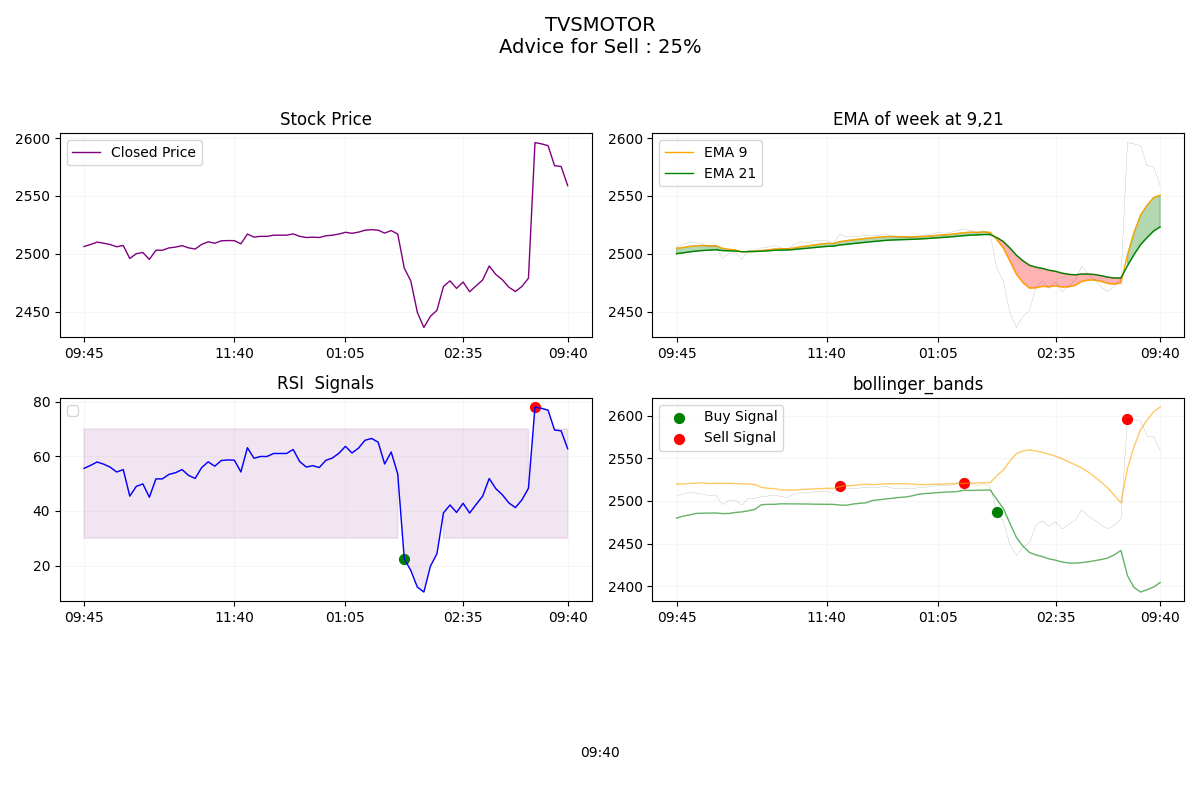 TVSMOTOR
Advice for Sell : 25%
Stock Price
2600
2550
2500
2450
Closed Price
09:45 11:40 01:05 02:35 09:40
EMA of week at 9,21
2600
2550
2500
2450
EMA 9
EMA 21
09:45 11:40 01:05 02:35 09:40
RSI  Signals
80
60
40
20
09:45 11:40 01:05 02:35 09:40
bollinger_bands
2600
2550
2500
2450
2400
Buy Signal
Sell Signal
09:45 11:40 01:05 02:35 09:40
09:40